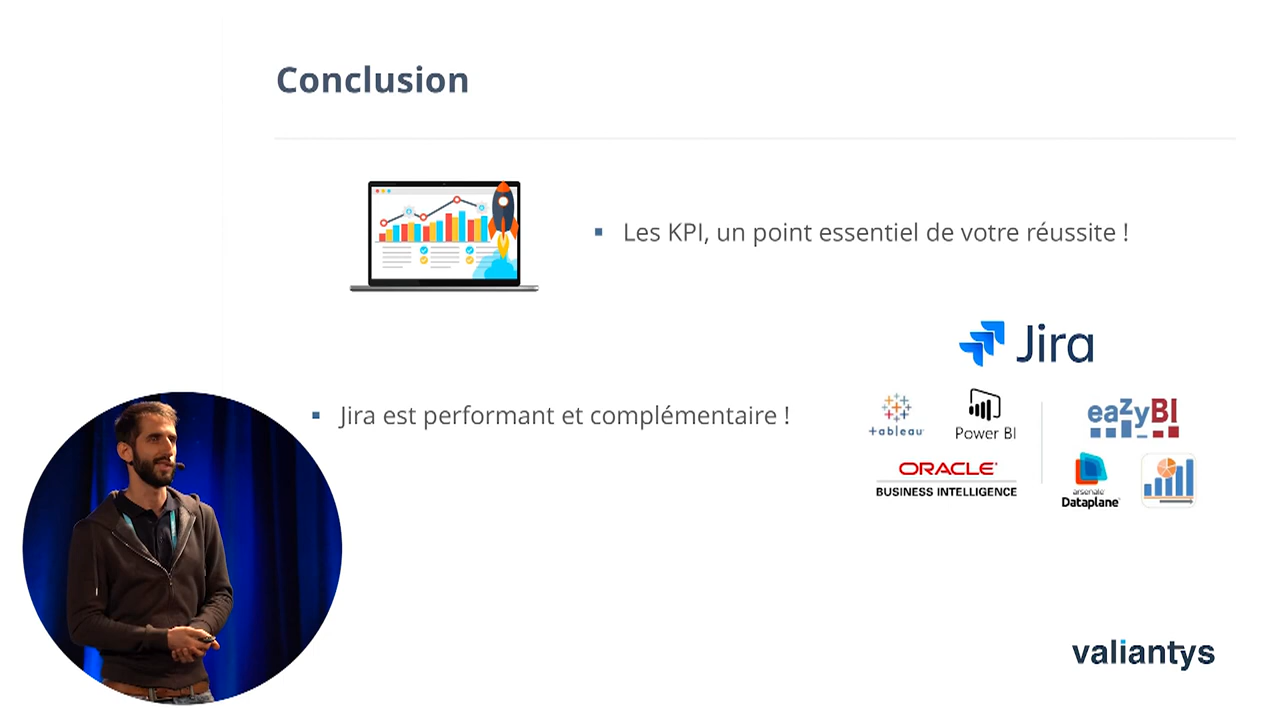 Conclusion
Les KPI, un point essentiel de votre réussite !
Jira
Jira est performant et complémentaire !
+ableau
Power BI
eazyBI
ORACLE
BUSINESS INTELLIGENCE
arsenale
Dataplane
valiantys